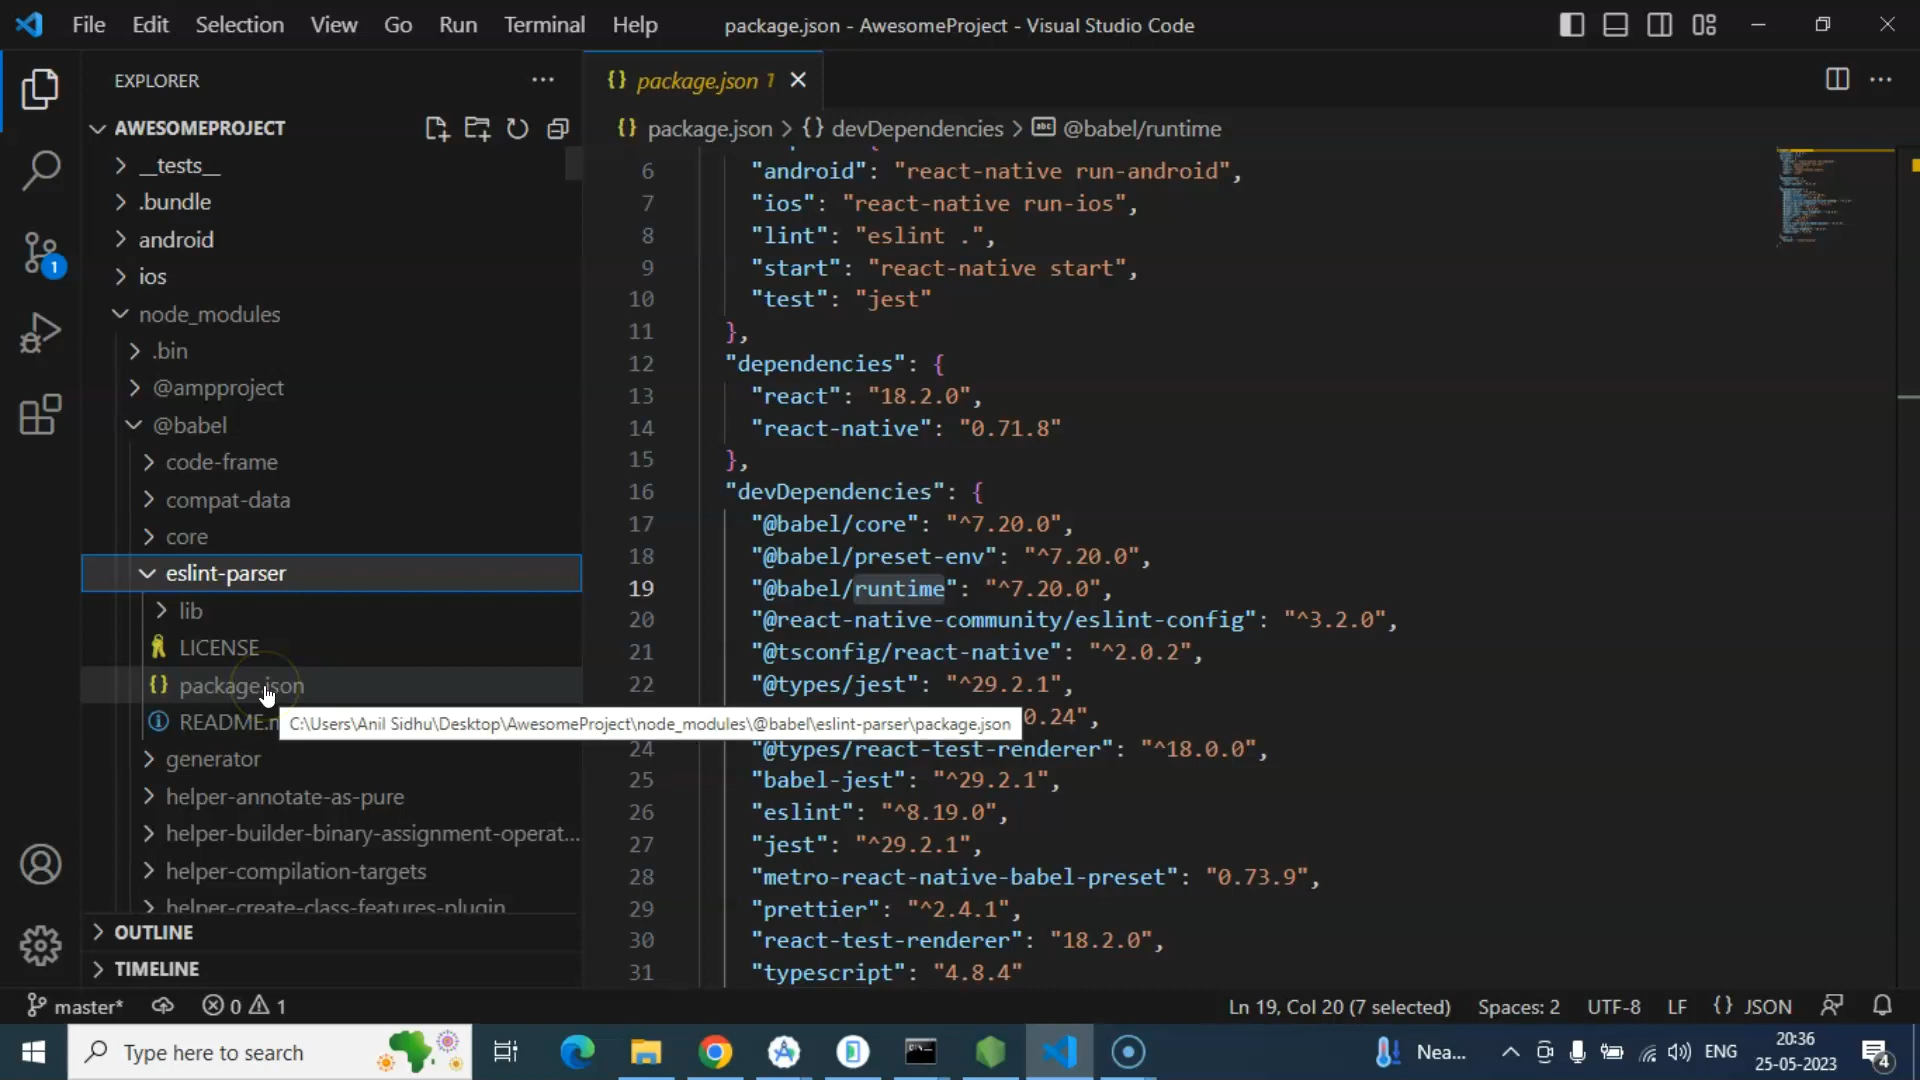 File Edit Selection View Go Run Terminal Help
package.json - AwesomeProject - Visual Studio Code
EXPLORER
AWESOMEPROJECT
__tests__
.bundle
android
ios
node_modules
.bin
@ampproject
@babel
code-frame
compat-data
core
eslint-parser
lib
LICENSE
package.json
README.m
C:\Users\Anil Sidhu\Desktop\AwesomeProject\node_modules\@babel\eslint-parser\package.json
generator
helper-annotate-as-pure
helper-builder-binary-assignment-operat...
helper-compilation-targets
helper-create-class-features-plugin
OUTLINE
TIMELINE
{} package.json 1
{} package.json > {} devDependencies > abc @babel/runtime
6 "android": "react-native run-android",
7 "ios": "react-native run-ios",
8 "lint": "eslint .",
9 "start": "react-native start",
10 "test": "jest"
11 },
12 "dependencies": {
13 "react": "18.2.0",
14 "react-native": "0.71.8"
15 },
16 "devDependencies": {
17 "@babel/core": "^7.20.0",
18 "@babel/preset-env": "^7.20.0",
19 "@babel/runtime": "^7.20.0",
20 "@react-native-community/eslint-config": "^3.2.0",
21 "@tsconfig/react-native": "^2.0.2",
22 "@types/jest": "^29.2.1",
0.24",
24 "@types/react-test-renderer": "^18.0.0",
25 "babel-jest": "^29.2.1",
26 "eslint": "^8.19.0",
27 "jest": "^29.2.1",
28 "metro-react-native-babel-preset": "0.73.9",
29 "prettier": "^2.4.1",
30 "react-test-renderer": "18.2.0",
31 "typescript": "4.8.4"
1
master* 0 1
Ln 19, Col 20 (7 selected) Spaces: 2 UTF-8 LF {} JSON
Type here to search
Nea... ENG
20:36
25-05-2023
4